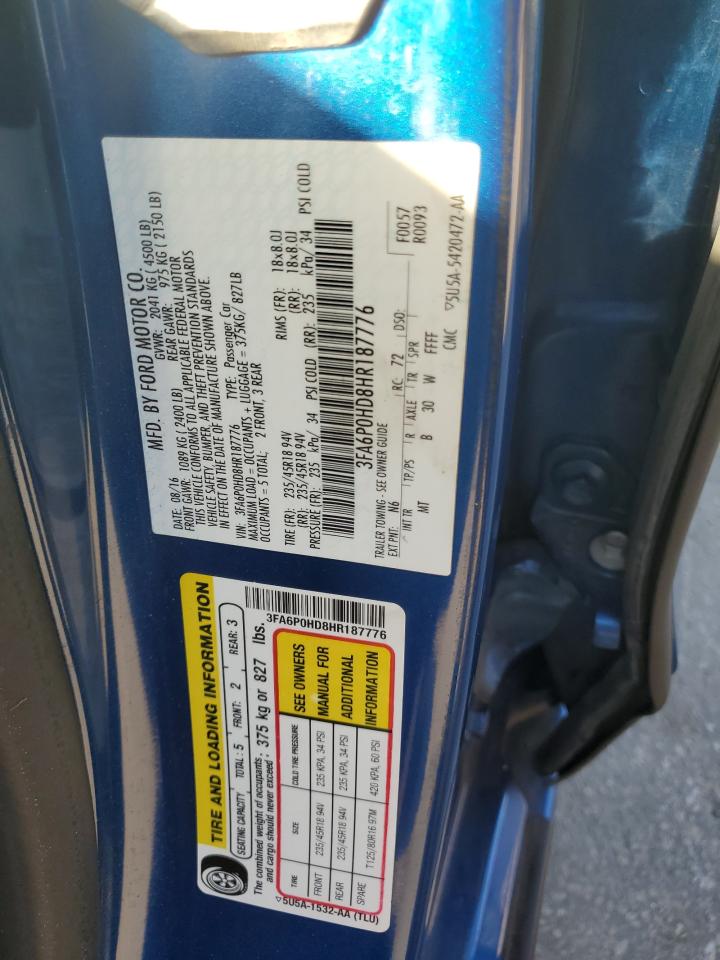 MFD. BY FORD MOTOR CO.
DATE: 08/16 GVWR: 2041 KG ( 4500 LB)
FRONT GAWR: 1089 KG ( 2400 LB) REAR GAWR: 975 KG ( 2150 LB)
THIS VEHICLE CONFORMS TO ALL APPLICABLE FEDERAL MOTOR
VEHICLE SAFETY, BUMPER, AND THEFT PREVENTION STANDARDS
IN EFFECT ON THE DATE OF MANUFACTURE SHOWN ABOVE.
VIN: 3FA6P0HD8HR187776 TYPE: Passenger Car
MAXIMUM LOAD = OCCUPANTS + LUGGAGE = 375KG/ 827LB
OCCUPANTS = 5 TOTAL: 2 FRONT, 3 REAR
TIRE (FR): 235/45R18 94V RIMS (FR): 18x8.0J
(RR): 235/45R18 94V (RR): 18x8.0J
PRESSURE (FR): 235 kPa/ 34 PSI COLD (RR): 235 kPa/ 34 PSI COLD
3FA6P0HD8HR187776
F0057
R0093
TRAILER TOWING - SEE OWNER GUIDE
EXT PNT: N6 RC: 72 DSO:
INT TR TP/PS R AXLE TR SPR
MT B 30 W FFFF
CMC ▽5U5A-5420472-AA
TIRE AND LOADING INFORMATION
SEATING CAPACITY TOTAL: 5 FRONT: 2 REAR: 3
The combined weight of occupants
and cargo should never exceed : 375 kg or 827 lbs.
3FA6P0HD8HR187776
TIRE SIZE COLD TIRE PRESSURE
FRONT 235/45R18 94V 235 KPA, 34 PSI
REAR 235/45R18 94V 235 KPA, 34 PSI
SPARE T125/80R16 97M 420 KPA, 60 PSI
SEE OWNERS
MANUAL FOR
ADDITIONAL
INFORMATION
▽5U5A-1532-AA (TLU)